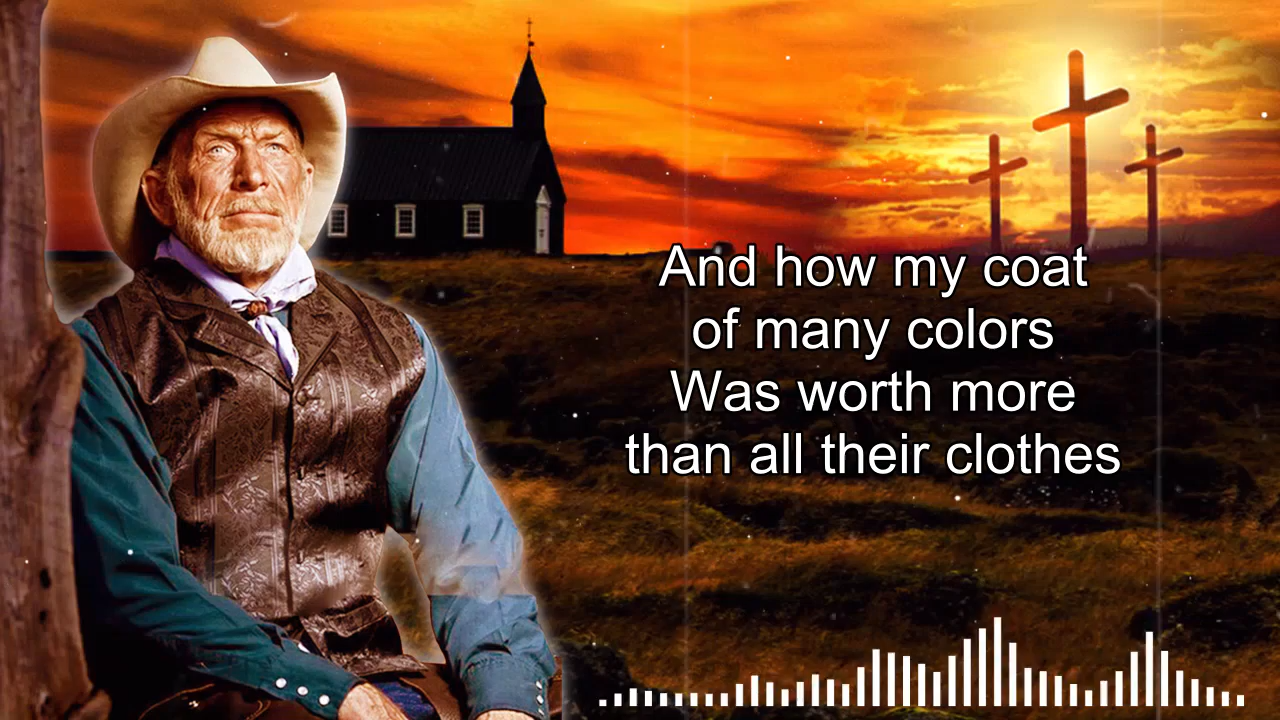 And how my coat
of many colors
Was worth more
than all their clothes